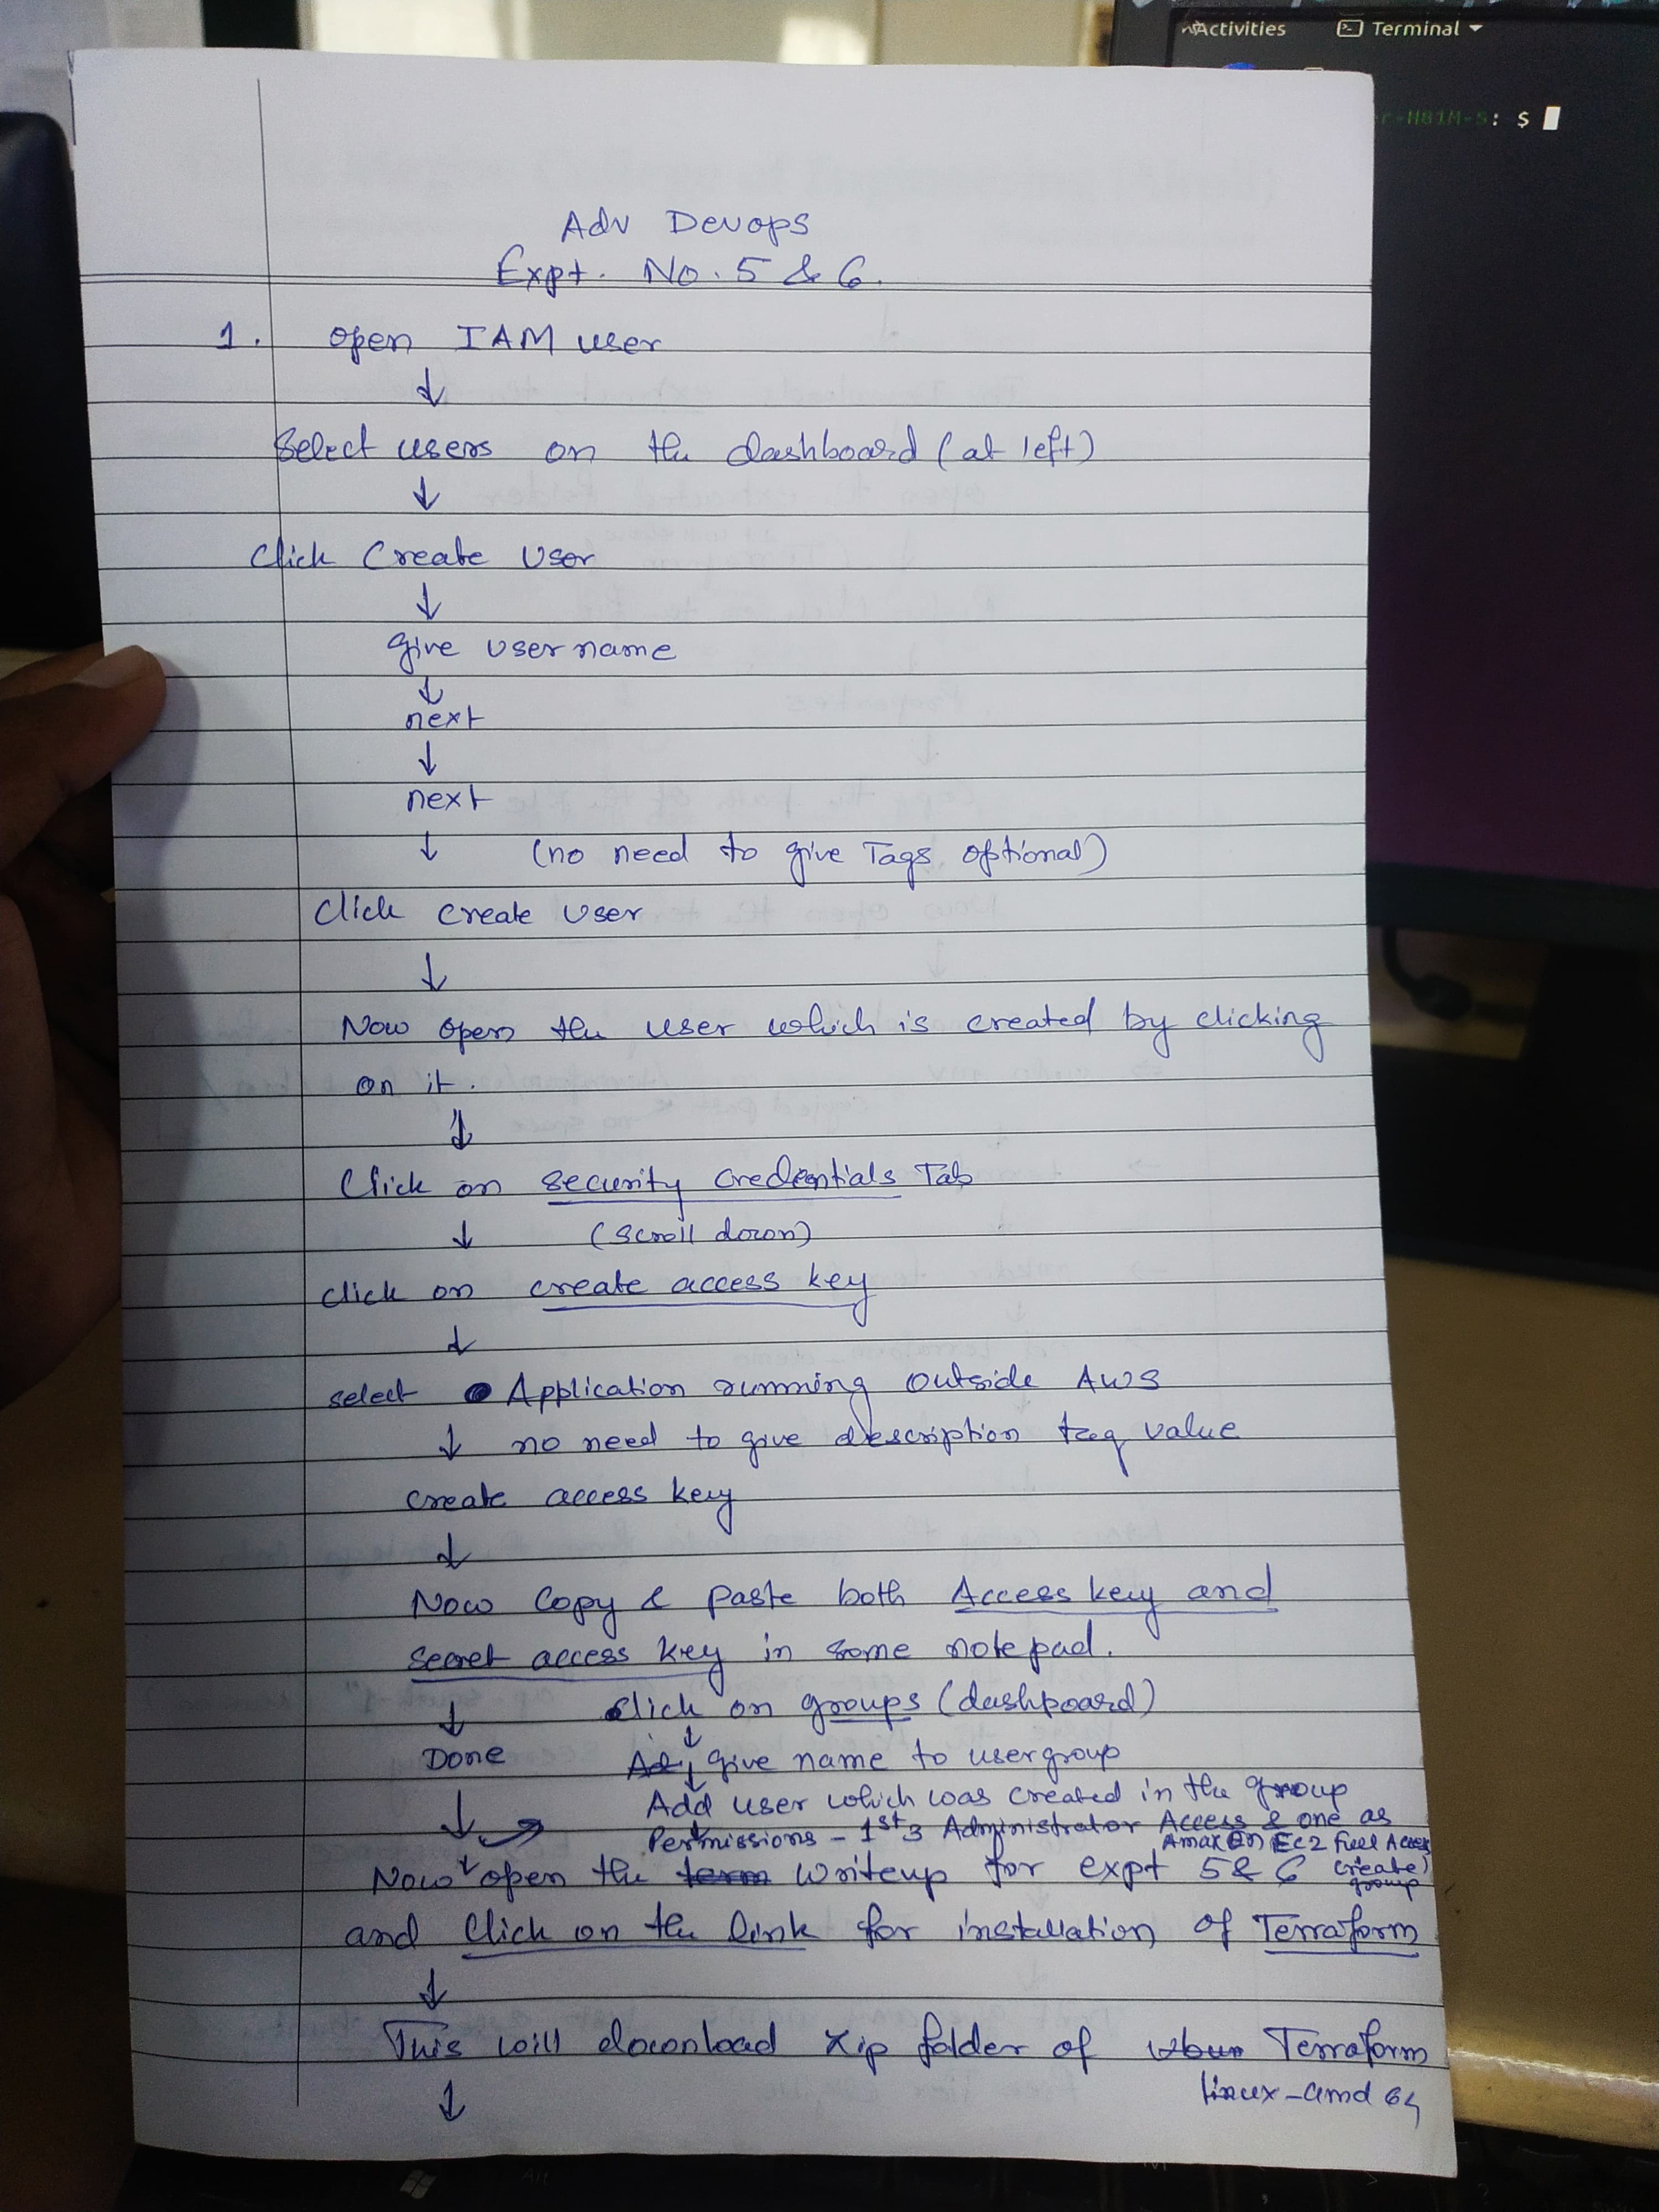 Activities Terminal
r-H81M-S: $
Adv Devops
Expt. No. 5 & 6.
1. open IAM user
↓
Select users on the dashboard (at left)
↓
Click Create User
↓
give username
↓
next
↓
next
↓ (no need to give Tags optional)
Click create user
↓
Now open the user which is created by clicking
on it.
↓
Click on security credentials Tab
↓ (scroll down)
click on create access key
↓
select Application running outside AWS
↓ no need to give description tag value
create access key
↓
Now copy & paste both Access key and
secret access key in some notepad.
↓ Click on groups (dashboard)
↓
Done give name to usergroup
↓
Add user which was created in the group
↓
Permissions - 1st 3 Administrator Access & one as
Amazon EC2 Full Access
create group
Now open the writeup for expt 5 & 6
and Click on the link for installation of Terraform
↓
This will download zip folder of Terraform
linux_amd 64
↓